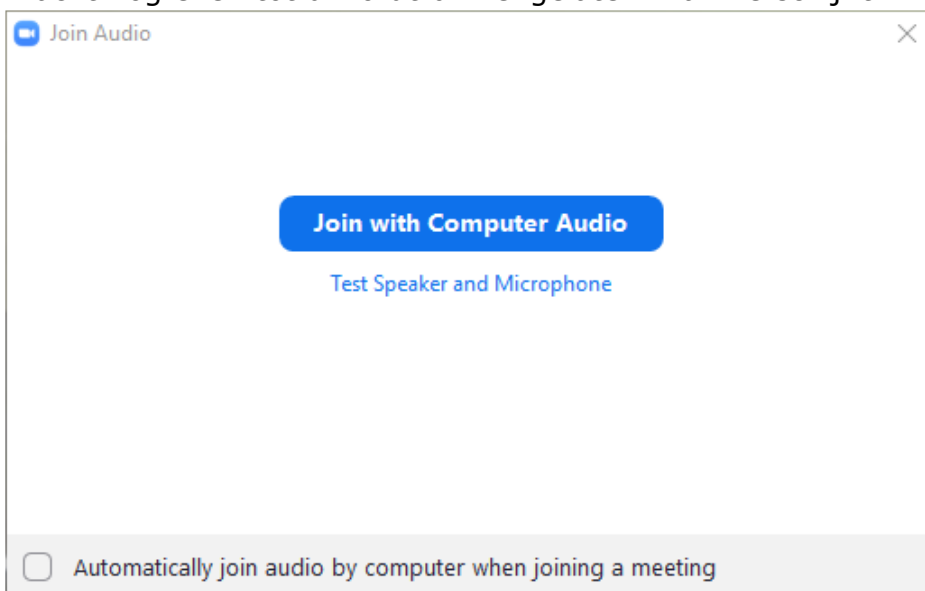 Join Audio
Join with Computer Audio
Test Speaker and Microphone
Automatically join audio by computer when joining a meeting